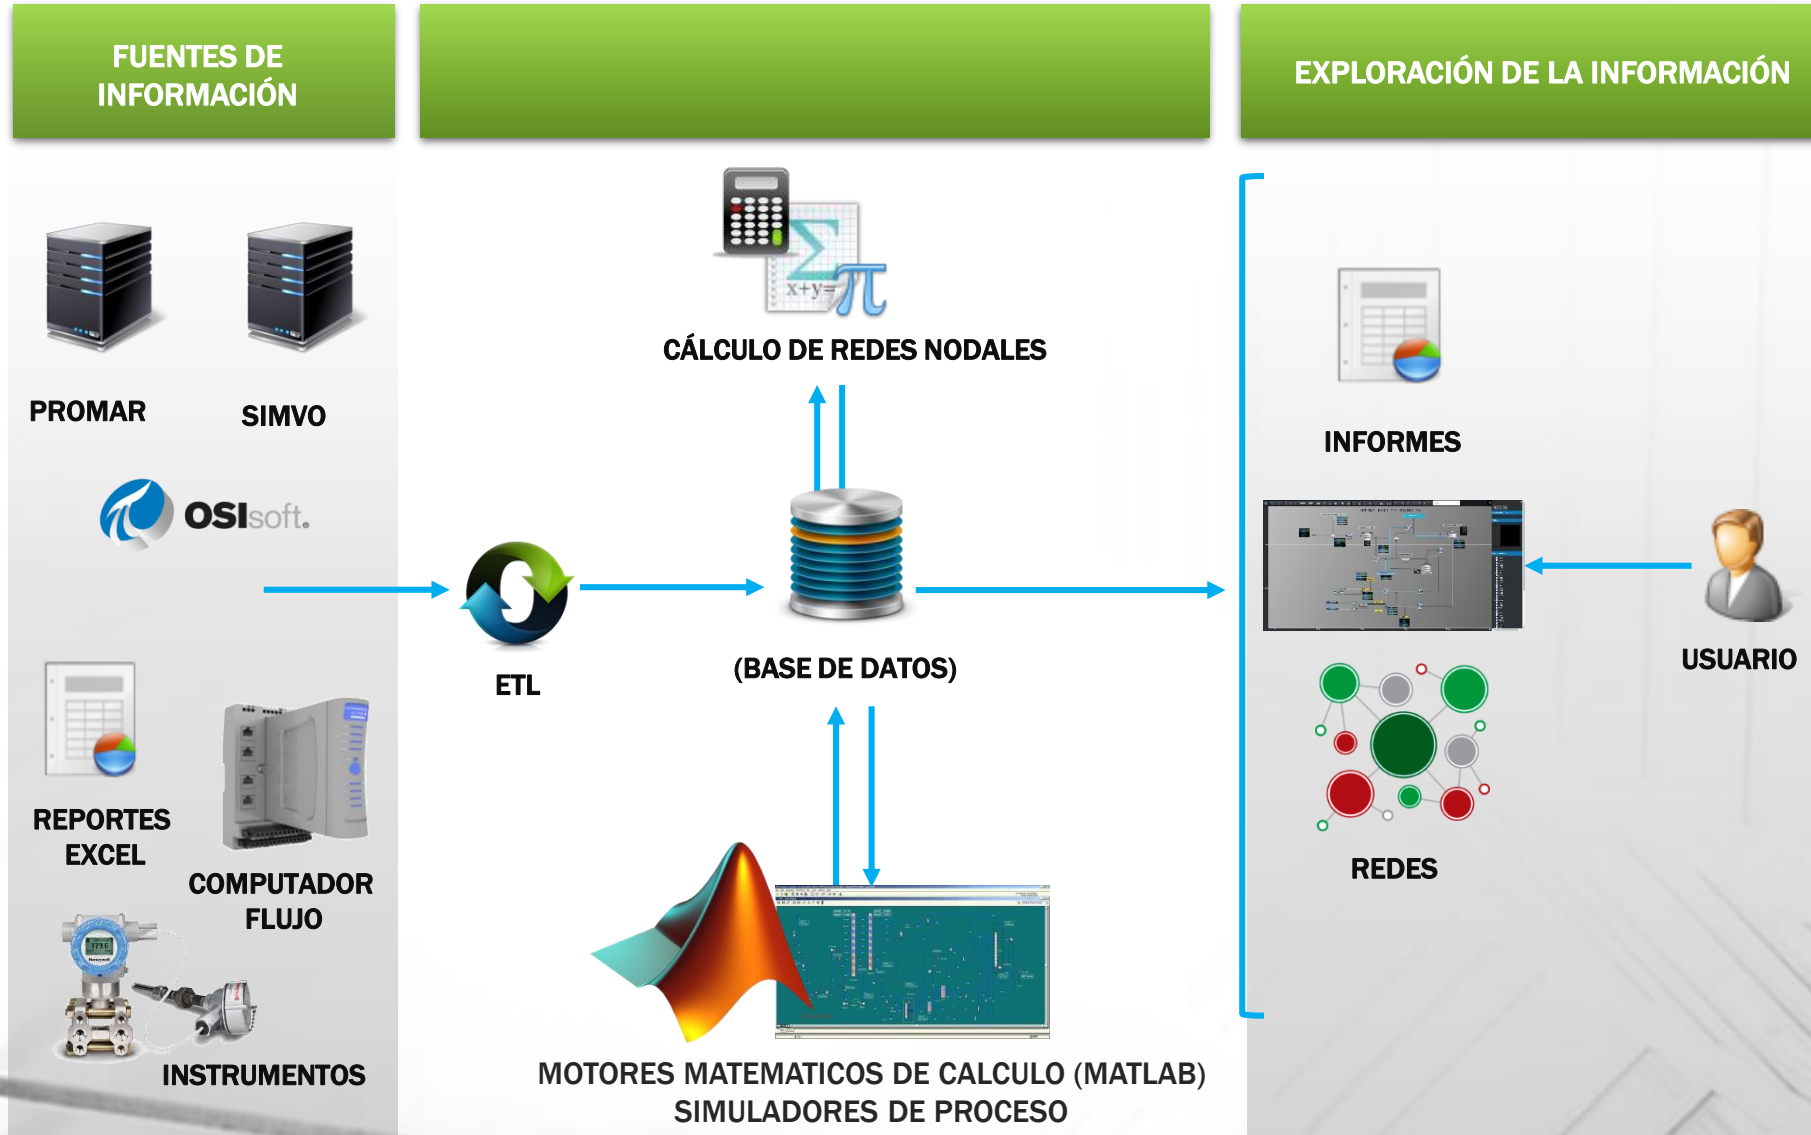 FUENTES DE
INFORMACIÓN
EXPLORACIÓN DE LA INFORMACIÓN
PROMAR
SIMVO
OSIsoft.
REPORTES
EXCEL
COMPUTADOR
FLUJO
INSTRUMENTOS
ETL
x+y=
CÁLCULO DE REDES NODALES
(BASE DE DATOS)
MOTORES MATEMATICOS DE CALCULO (MATLAB)
SIMULADORES DE PROCESO
INFORMES
REDES
USUARIO